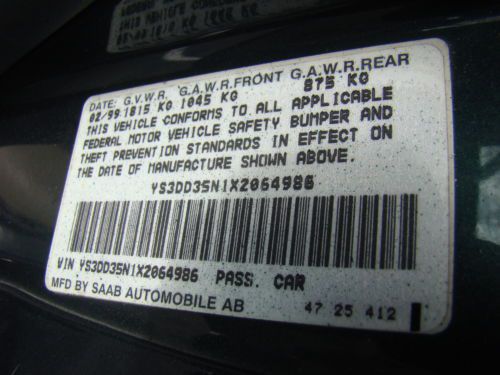 DATE: G.V.W.R. G.A.W.R.FRONT G.A.W.R.REAR
02/99 1815 KG 1045 KG 875 KG
THIS VEHICLE CONFORMS TO ALL APPLICABLE
FEDERAL MOTOR VEHICLE SAFETY BUMPER AND
THEFT PREVENTION STANDARDS IN EFFECT ON
THE DATE OF MANUFACTURE SHOWN ABOVE.
YS3DD35N1X2064986
VIN YS3DD35N1X2064986 PASS. CAR
MFD BY SAAB AUTOMOBILE AB
47 25 412